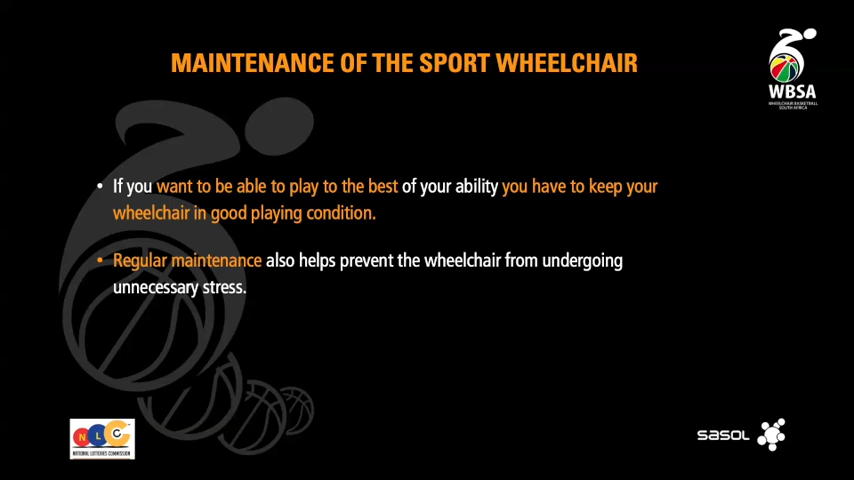 MAINTENANCE OF THE SPORT WHEELCHAIR
WBSA
WHEELCHAIR BASKETBALL
SOUTH AFRICA
• If you want to be able to play to the best of your ability you have to keep your
wheelchair in good playing condition.
• Regular maintenance also helps prevent the wheelchair from undergoing
unnecessary stress.
NLC
NATIONAL LOTTERIES COMMISSION
sasol